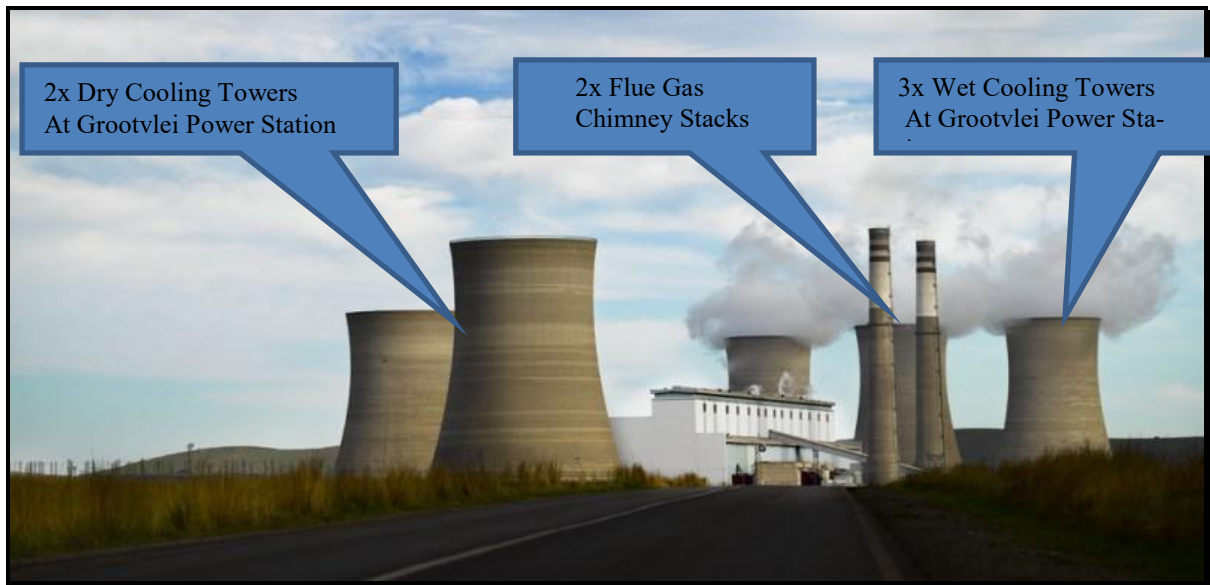 2x Dry Cooling Towers
At Grootvlei Power Station
2x Flue Gas
Chimney Stacks
3x Wet Cooling Towers
At Grootvlei Power Sta-